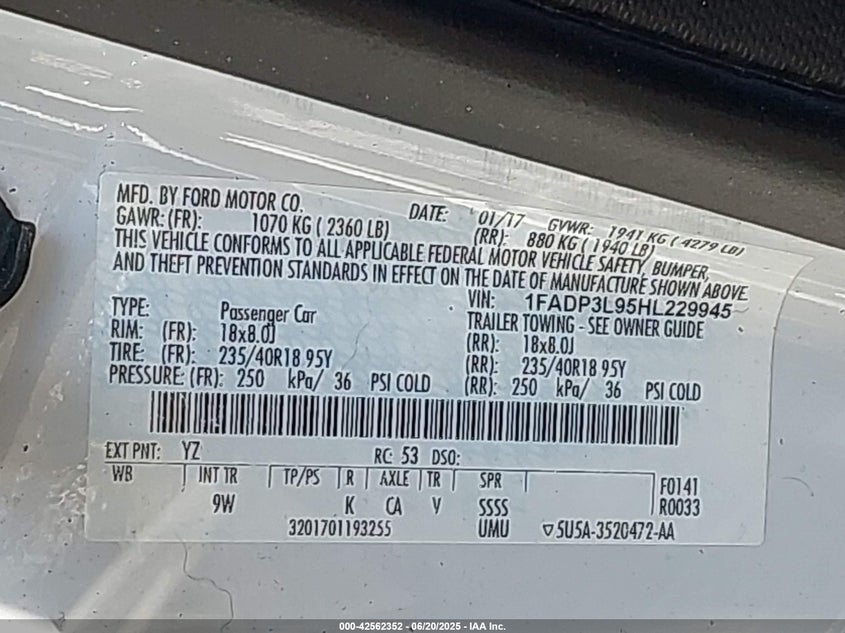 MFD. BY FORD MOTOR CO. DATE: 01/17 GVWR: 1941 KG ( 4279 LB)
GAWR: (FR): 1070 KG ( 2360 LB) (RR): 880 KG ( 1940 LB)
THIS VEHICLE CONFORMS TO ALL APPLICABLE FEDERAL MOTOR VEHICLE SAFETY, BUMPER,
AND THEFT PREVENTION STANDARDS IN EFFECT ON THE DATE OF MANUFACTURE SHOWN ABOVE.
VIN: 1FADP3L95HL229945
TYPE: Passenger Car TRAILER TOWING - SEE OWNER GUIDE
RIM: (FR): 18x8.0J (RR): 18x8.0J
TIRE: (FR): 235/40R18 95Y (RR): 235/40R18 95Y
PRESSURE: (FR): 250 kPa/ 36 PSI COLD (RR): 250 kPa/ 36 PSI COLD
EXT PNT: YZ RC: 53 DSO:
WB INT TR TP/PS R AXLE TR SPR F0141
9W K CA V SSSS R0033
3201701193255 UMU ▽5U5A-3520472-AA
000-42562352 - 06/20/2025 - IAA Inc.